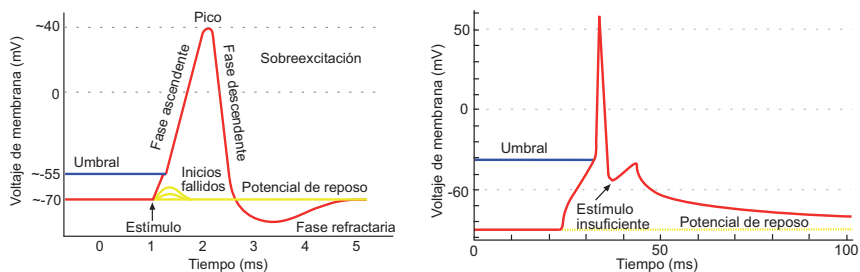 Voltaje de membrana (mV)
~40
0
~-55
~70
Pico
Sobreexcitación
Fase ascendente
Fase descendente
Umbral
Inicios
fallidos
Potencial de reposo
Estímulo
Fase refractaria
0 1 2 3 4 5
Tiempo (ms)
Voltaje de membrana (mV)
50
0
-60
Umbral
Estímulo
insuficiente
Potencial de reposo
0 50 100
Tiempo (ms)